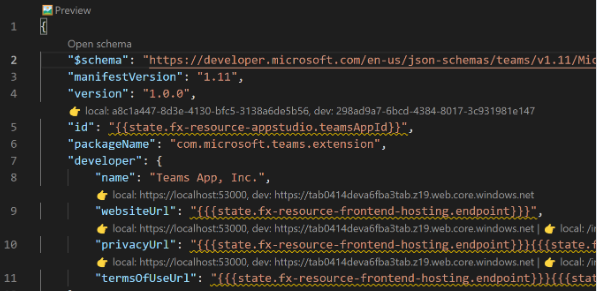 Preview
1 {
Open schema
2 "$schema": "https://developer.microsoft.com/en-us/json-schemas/teams/v1.11/Mic
3 "manifestVersion": "1.11",
4 "version": "1.0.0",
👉 local: a8c1a447-8d3e-4130-bfc5-3138a6de5b56, dev: 298ad9a7-6bcd-4384-8017-3c931981e147
5 "id": "{{state.fx-resource-appstudio.teamsAppId}}",
6 "packageName": "com.microsoft.teams.extension",
7 "developer": {
8 "name": "Teams App, Inc.",
👉 local: https://localhost:53000, dev: https://tab0414deva6fba3tab.z19.web.core.windows.net
9 "websiteUrl": "{{{state.fx-resource-frontend-hosting.endpoint}}}",
👉 local: https://localhost:53000, dev: https://tab0414deva6fba3tab.z19.web.core.windows.net | 👉 local: /i
10 "privacyUrl": "{{{state.fx-resource-frontend-hosting.endpoint}}}{{{state.f
👉 local: https://localhost:53000, dev: https://tab0414deva6fba3tab.z19.web.core.windows.net | 👉 local: /i
11 "termsOfUseUrl": "{{{state.fx-resource-frontend-hosting.endpoint}}}{{{stat